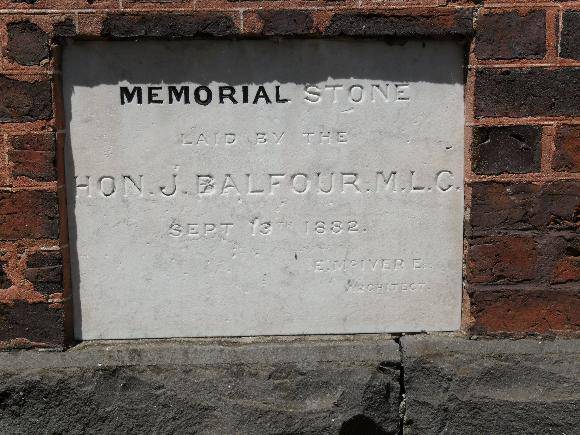 MEMORIAL STONE
LAID BY THE
HON. J. BALFOUR. M.L.C.
SEPT 13TH 1882.
E. McIVER E.
ARCHITECT.